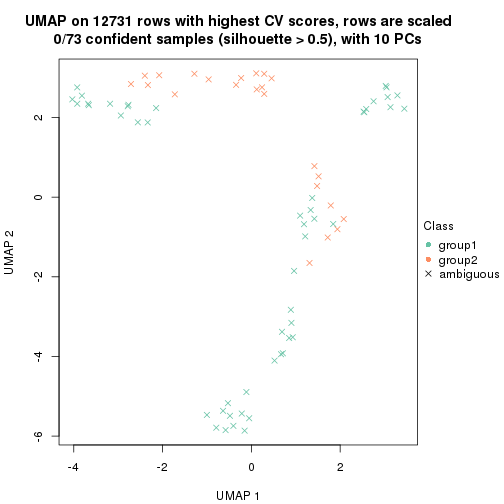 UMAP on 12731 rows with highest CV scores, rows are scaled
0/73 confident samples (silhouette > 0.5), with 10 PCs
2
0
-2
-4
-6
UMAP 2
-4
-2
0
2
UMAP 1
Class
group1
group2
ambiguous